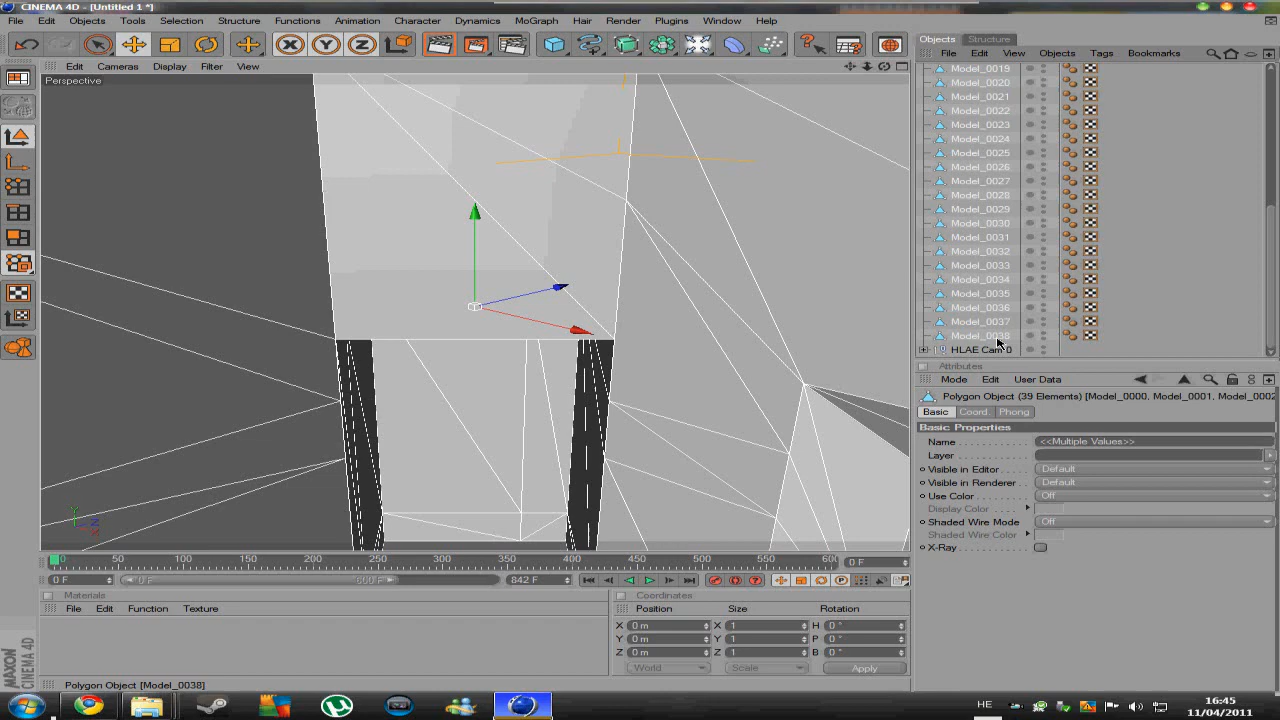 CINEMA 4D - [Untitled 1 *]
File Edit Objects Tools Selection Structure Functions Animation Character Dynamics MoGraph Hair Render Plugins Window Help
Objects Structure
File Edit View Objects Tags Bookmarks
Edit Cameras Display Filter View
Perspective
Model_0019
Model_0020
Model_0021
Model_0022
Model_0023
Model_0024
Model_0025
Model_0026
Model_0027
Model_0028
Model_0029
Model_0030
Model_0031
Model_0032
Model_0033
Model_0034
Model_0035
Model_0036
Model_0037
Model_0038
HLAE Cam 0
Attributes
Mode Edit User Data
Polygon Object (39 Elements) [Model_0000, Model_0001, Model_0002
Basic Coord. Phong
Basic Properties
Name <<Multiple Values>>
Layer
Visible in Editor Default
Visible in Renderer Default
Use Color Off
Display Color
Shaded Wire Mode Off
Shaded Wire Color
X-Ray
Y Z X
0 50 100 150 200 250 300 350 400 450 500 550 600 0 F
0 F 0 F 600 F 842 F
Materials
File Edit Function Texture
Coordinates
Position Size Rotation
X 0 m X 1 H 0 °
Y 0 m Y 1 P 0 °
Z 0 m Z 1 B 0 °
World Scale Apply
MAXON CINEMA 4D
Polygon Object [Model_0038]
HE
16:45
11/04/2011